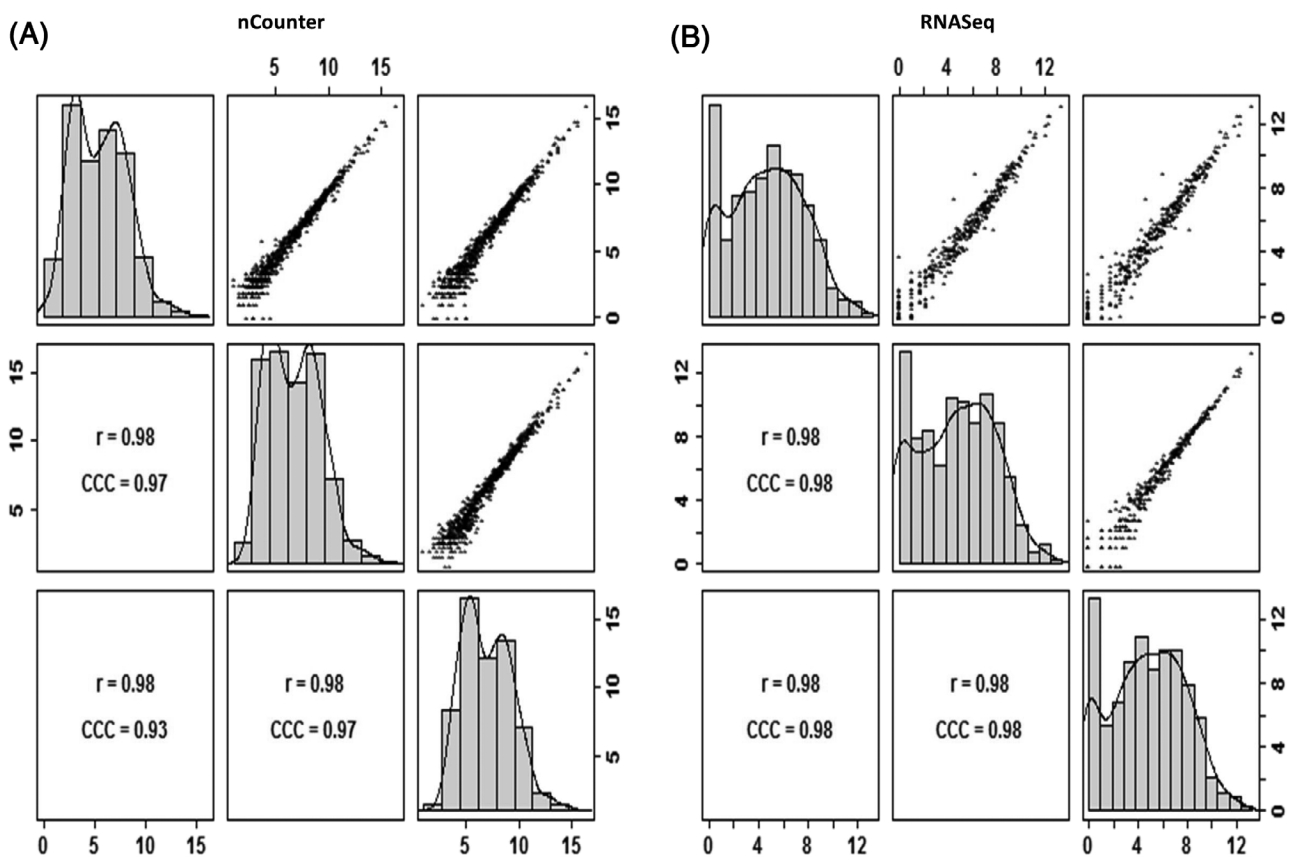 (A)
nCounter
5 10 15
15
10
5
0
15
10
5
r = 0.98
CCC = 0.97
r = 0.98
CCC = 0.93
r = 0.98
CCC = 0.97
15
10
5
0 5 10 15
5 10 15
(B)
RNASeq
0 4 8 12
12
8
4
0
12
8
4
0
r = 0.98
CCC = 0.98
r = 0.98
CCC = 0.98
r = 0.98
CCC = 0.98
12
8
4
0
0 4 8 12
0 4 8 12